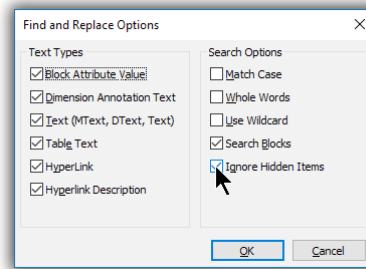 Find and Replace Options
Text Types
Block Attribute Value
Dimension Annotation Text
Text (MText, DText, Text)
Table Text
HyperLink
Hyperlink Description
Search Options
Match Case
Whole Words
Use Wildcard
Search Blocks
Ignore Hidden Items
OK
Cancel